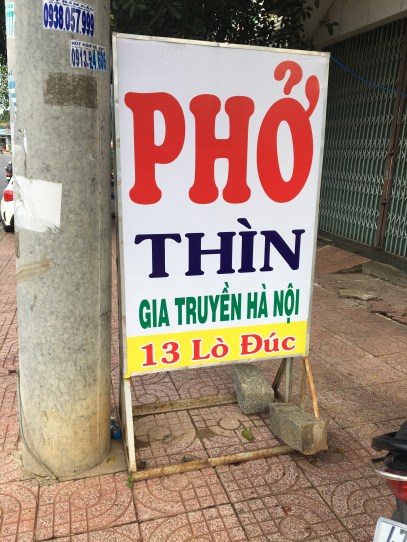 0938 057 999
PHỞ
THÌN
GIA TRUYỀN HÀ NỘI
13 Lò Đúc